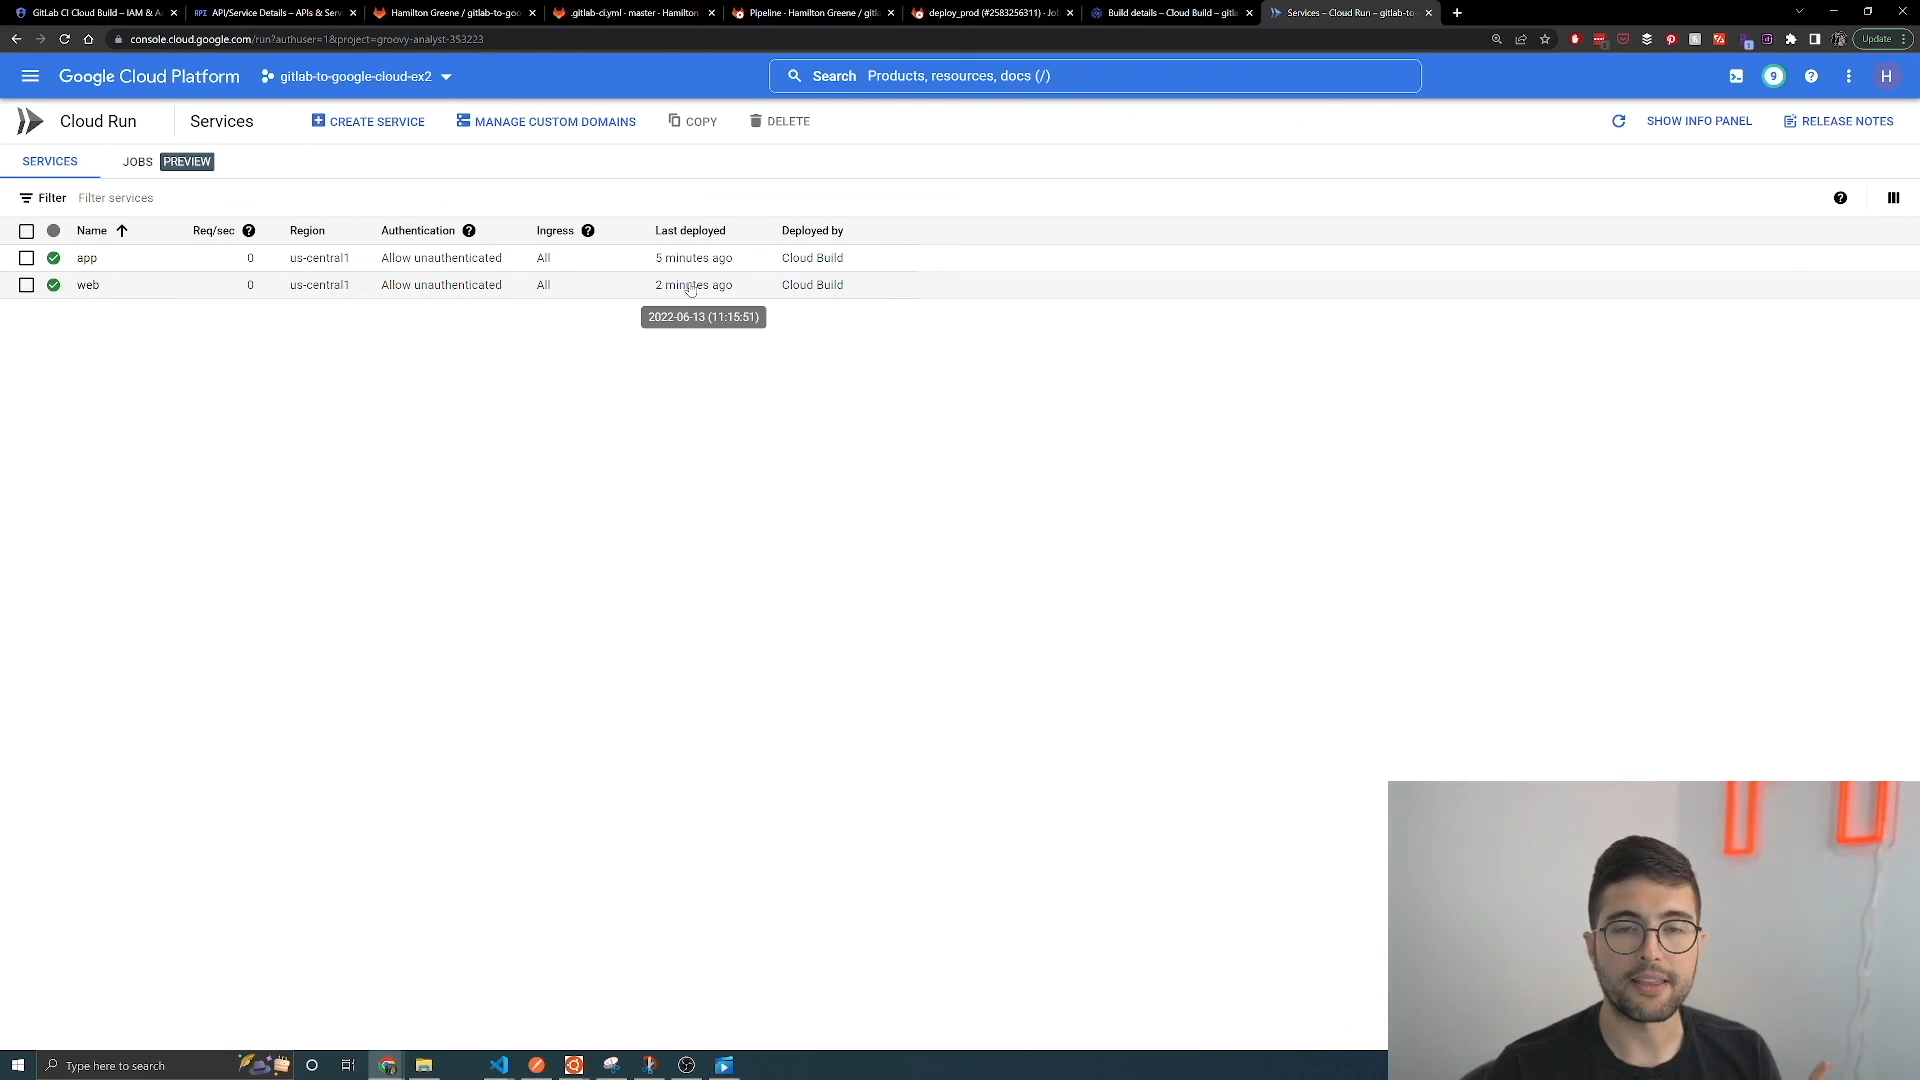 GitLab CI Cloud Build – IAM & A
API API/Service Details – APIs & Serv
Hamilton Greene / gitlab-to-goo
.gitlab-ci.yml · master · Hamilton
Pipeline · Hamilton Greene / gitla
deploy_prod (#2583256311) · Jo
Build details – Cloud Build – gitla
Services – Cloud Run – gitlab-to-
console.cloud.google.com/run?authuser=1&project=groovy-analyst-353223
Update
Google Cloud Platform
gitlab-to-google-cloud-ex2
Search Products, resources, docs (/)
9
H
Cloud Run
Services
CREATE SERVICE
MANAGE CUSTOM DOMAINS
COPY
DELETE
SHOW INFO PANEL
RELEASE NOTES
SERVICES
JOBS PREVIEW
Filter Filter services
Name Req/sec Region Authentication Ingress Last deployed Deployed by
app 0 us-central1 Allow unauthenticated All 5 minutes ago Cloud Build
web 0 us-central1 Allow unauthenticated All 2 minutes ago Cloud Build
2022-06-13 (11:15:51)
Type here to search